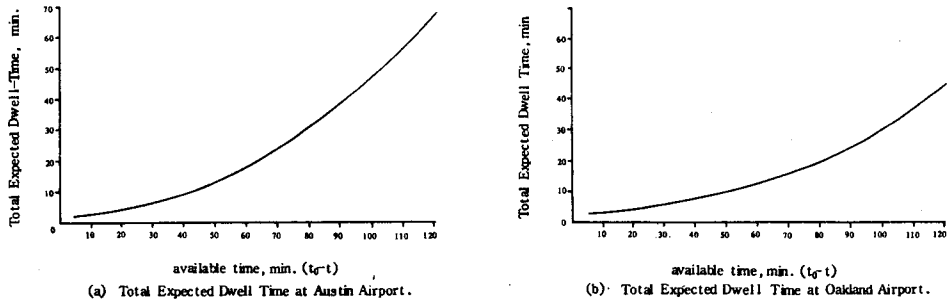 Total Expected Dwell-Time, min.
70
60
50
40
30
20
10
0
10 20 30 40 50 60 70 80 90 100 110 120
available time, min. (t₀-t)
(a) Total Expected Dwell Time at Austin Airport.
Total Expected Dwell Time, min
70
60
50
40
30
20
10
0
10 20 30. 40 50 60 70 80 90 100 110 120
available time, min. (t₀-t)
(b) Total Expected Dwell Time at Oakland Airport.